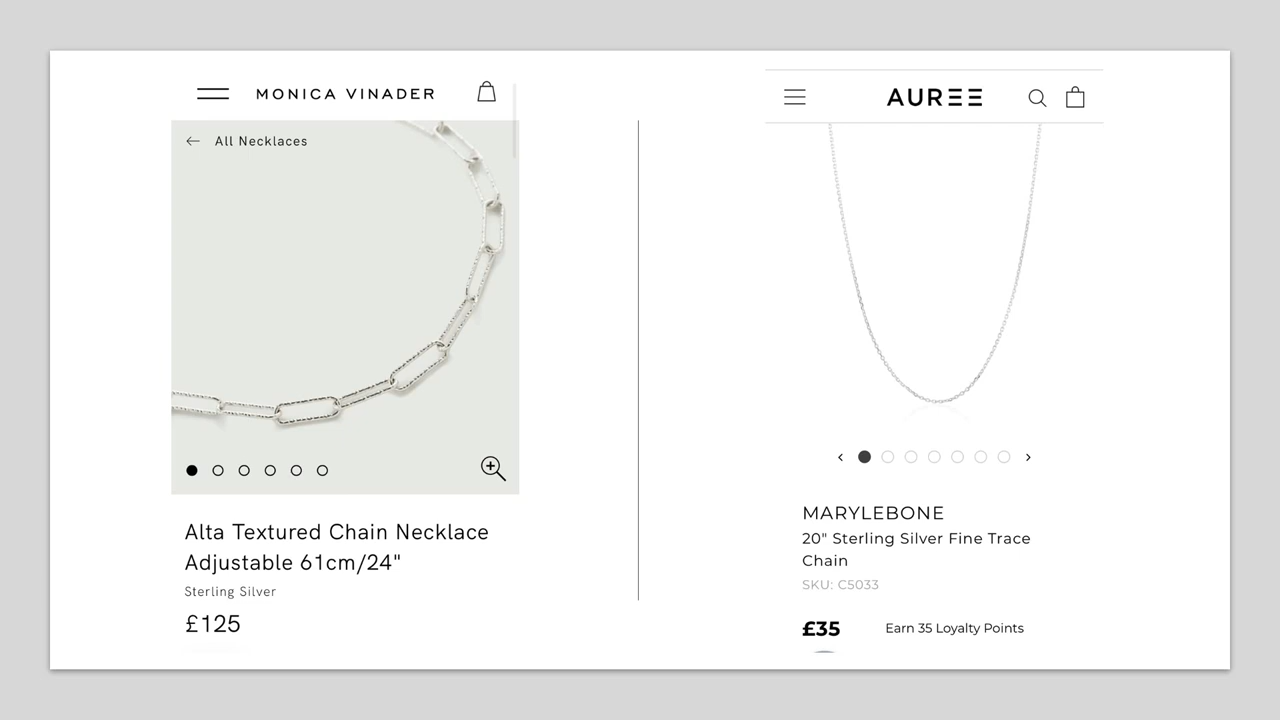 MONICA VINADER
All Necklaces
Alta Textured Chain Necklace
Adjustable 61cm/24"
Sterling Silver
£125
AUREE
MARYLEBONE
20" Sterling Silver Fine Trace
Chain
SKU: C5033
£35
Earn 35 Loyalty Points